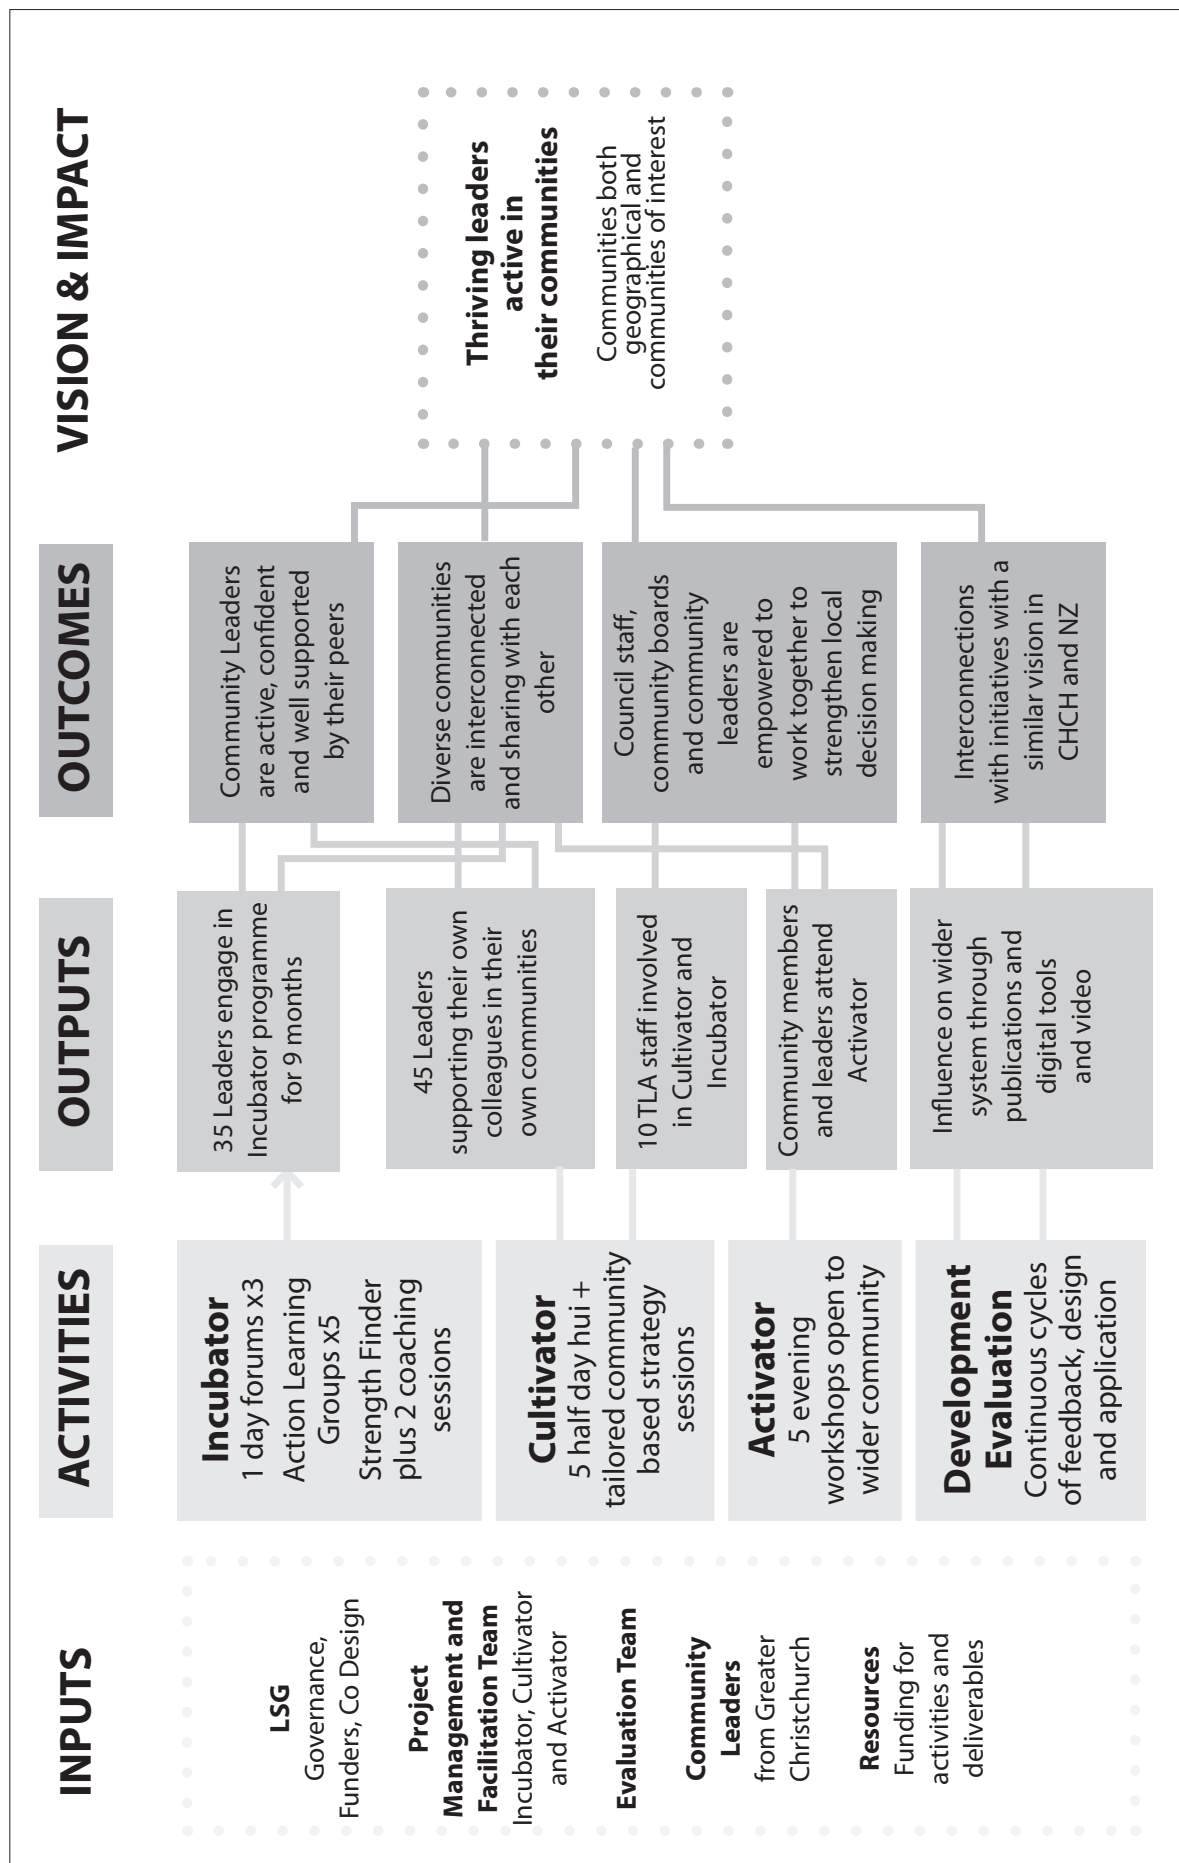 INPUTS
LSG
Governance,
Funders, Co Design
Project
Management and
Facilitation Team
Incubator, Cultivator
and Activator
Evaluation Team
Community
Leaders
from Greater
Christchurch
Resources
Funding for
activities and
deliverables
ACTIVITIES
Incubator
1 day forums x3
Action Learning
Groups x5
Strength Finder
plus 2 coaching
sessions
Cultivator
5 half day hui +
tailored community
based strategy
sessions
Activator
5 evening
workshops open to
wider community
Development
Evaluation
Continuous cycles
of feedback, design
and application
OUTPUTS
35 Leaders engage in
Incubator programme
for 9 months
45 Leaders
supporting their own
colleagues in their
own communities
10 TLA staff involved
in Cultivator and
Incubator
Community members
and leaders attend
Activator
Influence on wider
system through
publications and
digital tools
and video
OUTCOMES
Community Leaders
are active, confident
and well supported
by their peers
Diverse communities
are interconnected
and sharing with each
other
Council staff,
community boards
and community
leaders are
empowered to
work together to
strengthen local
decision making
Interconnections
with initiatives with a
similar vision in
CHCH and NZ
VISION & IMPACT
Thriving leaders
active in
their communities
Communities both
geographical and
communities of interest